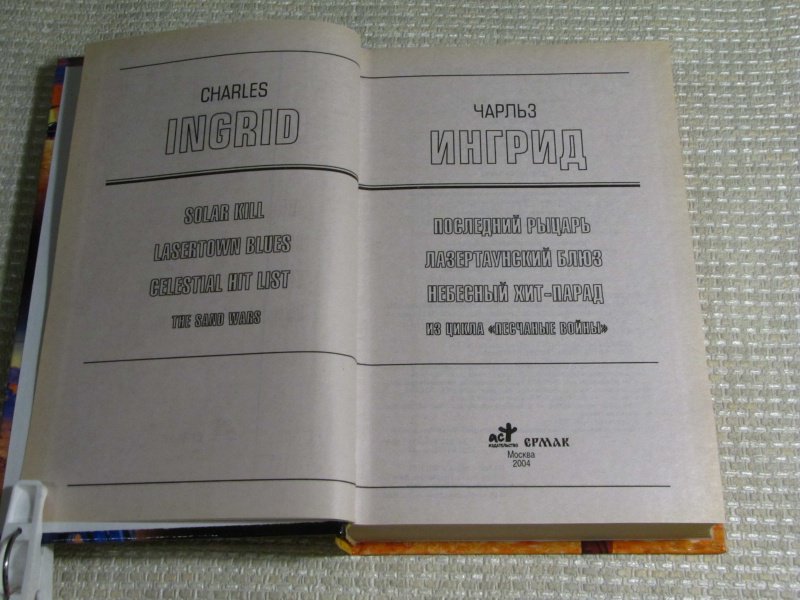 CHARLES
INGRID
SOLAR KILL
LASERTOWN BLUES
CELESTIAL HIT LIST
THE SAND WARS
ЧАРЛЬЗ
ИНГРИД
ПОСЛЕДНИЙ РЫЦАРЬ
ЛАЗЕРТАУНСКИЙ БЛЮЗ
НЕБЕСНЫЙ ХИТ-ПАРАД
ИЗ ЦИКЛА «ПЕСЧАНЫЕ ВОЙНЫ»
аст ЕРМАК
ИЗДАТЕЛЬСТВО
Москва
2004